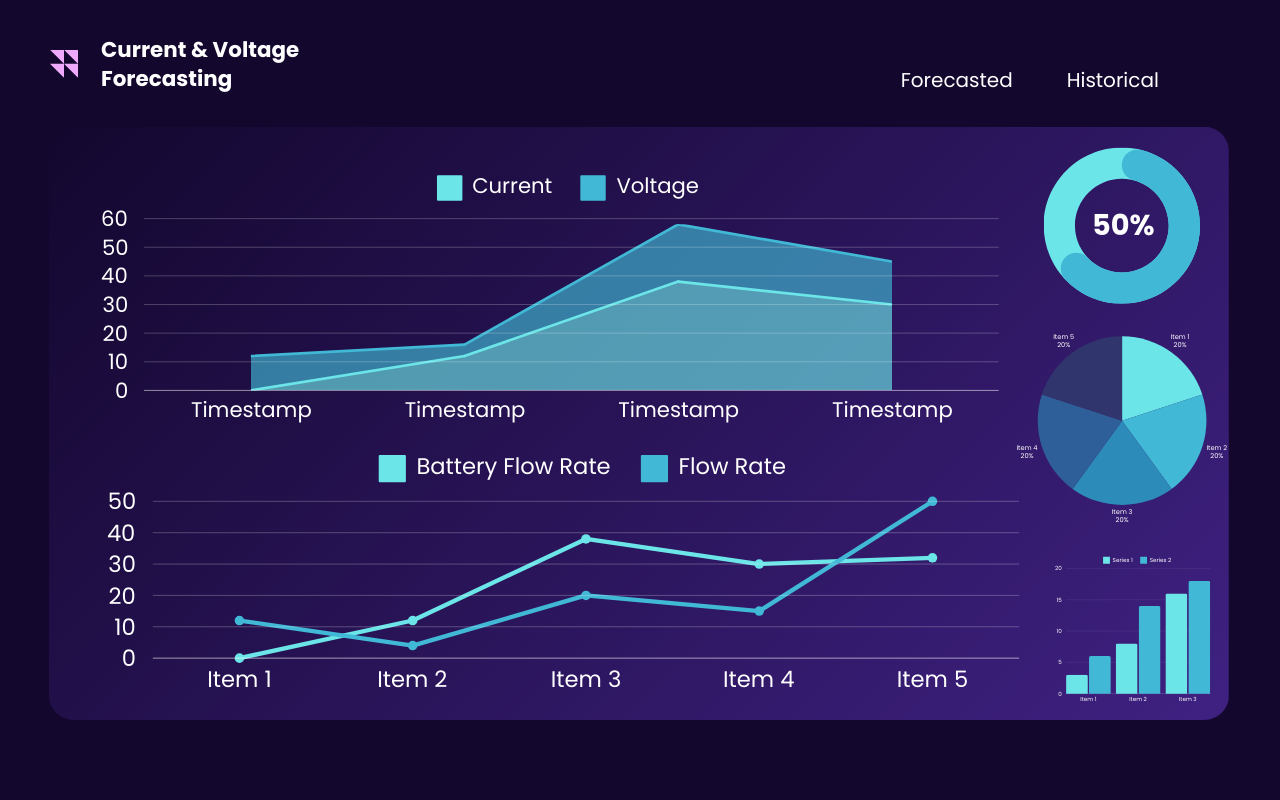 Current & Voltage
Forecasting
Forecasted Historical
Current Voltage
60
50
40
30
20
10
0
Timestamp Timestamp Timestamp Timestamp
Battery Flow Rate Flow Rate
50
40
30
20
10
0
Item 1 Item 2 Item 3 Item 4 Item 5
50%
Item 5
20%
Item 1
20%
Item 4
20%
Item 2
20%
Item 3
20%
Series 1 Series 2
20
15
10
5
0
Item 1 Item 2 Item 3